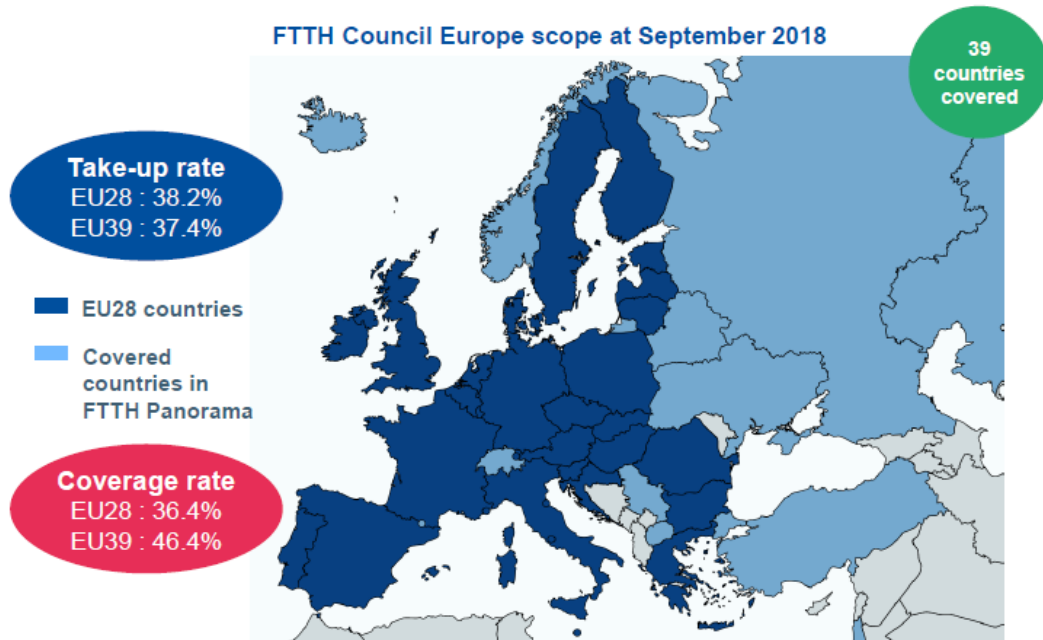 FTTH Council Europe scope at September 2018
39
countries
covered
Take-up rate
EU28 : 38.2%
EU39 : 37.4%
EU28 countries
Covered
countries in
FTTH Panorama
Coverage rate
EU28 : 36.4%
EU39 : 46.4%